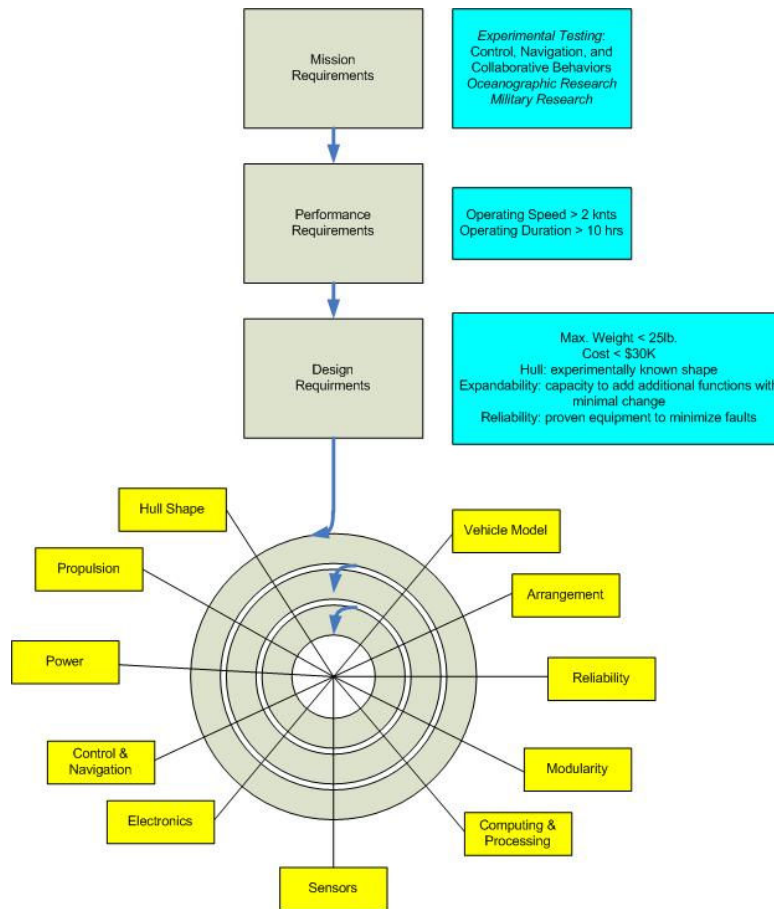 Mission
Requirements
Experimental Testing:
Control, Navigation, and
Collaborative Behaviors
Oceanographic Research
Military Research
Performance
Requirements
Operating Speed > 2 knts
Operating Duration > 10 hrs
Design
Requirments
Max. Weight < 25lb.
Cost < $30K
Hull: experimentally known shape
Expandability: capacity to add additional functions with
minimal change
Reliability: proven equipment to minimize faults
Hull Shape
Vehicle Model
Propulsion
Arrangement
Power
Reliability
Control &
Navigation
Modularity
Electronics
Computing &
Processing
Sensors